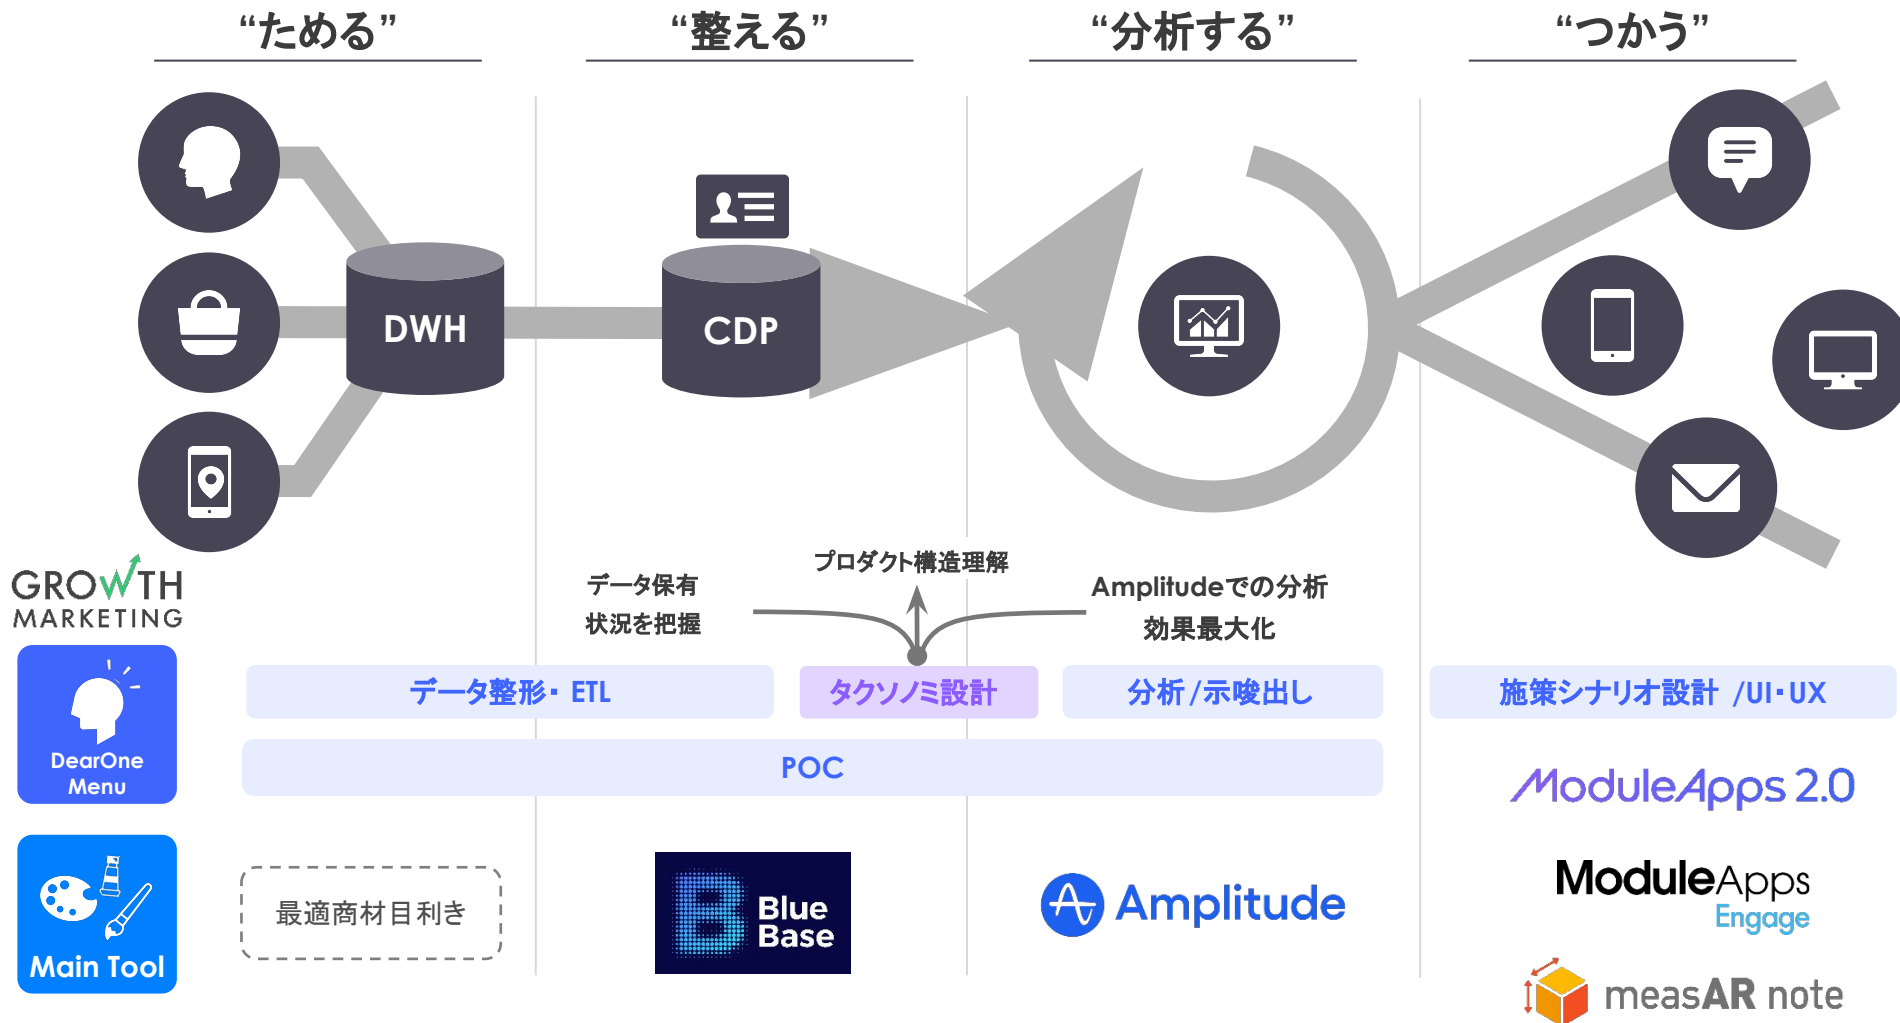 “ためる”
“整える”
“分析する”
“つかう”
DWH
CDP
GROWTH
MARKETING
データ保有
状況を把握
プロダクト構造理解
Amplitudeでの分析
効果最大化
DearOne
Menu
データ整形・ETL
タクソノミ設計
分析/示唆出し
施策シナリオ設計 /UI・UX
POC
ModuleApps 2.0
Main Tool
最適商材目利き
B
Blue
Base
Amplitude
ModuleApps
Engage
measAR note